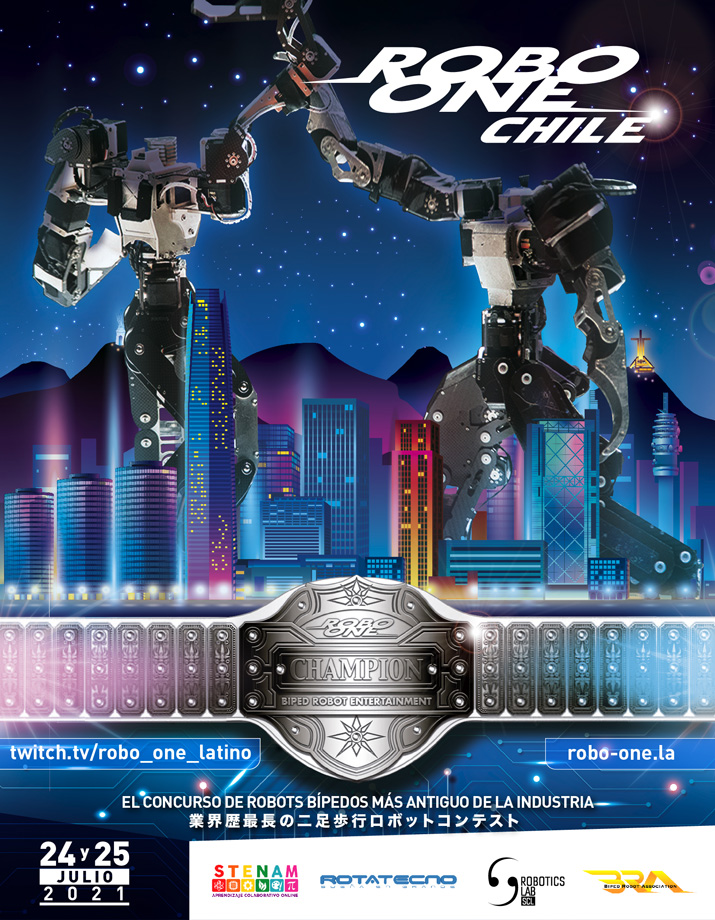 ROBO
ONE
CHILE
ROBO
ONE
CHAMPION
BIPED ROBOT ENTERTAINMENT
twitch.tv/robo_one_latino
robo-one.la
EL CONCURSO DE ROBOTS BÍPEDOS MÁS ANTIGUO DE LA INDUSTRIA
業界歴最長の二足歩行ロボットコンテスト
24 y 25
JULIO
2021
STENAM
APRENDIZAJE COLABORATIVO ONLINE
ROTATECNO
SUEÑA EN GRANDE
ROBOTICS
LAB
SCL
BRA
BIPED ROBOT ASSOCIATION